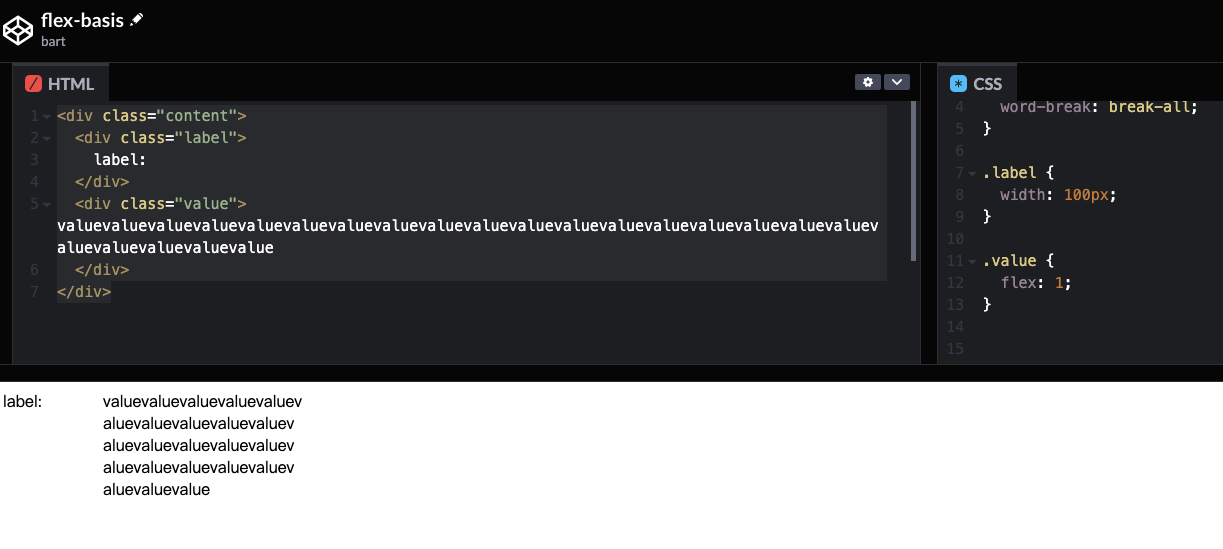 flex-basis
bart
HTML
1 <div class="content">
2 <div class="label">
3 label:
4 </div>
5 <div class="value">
valuevaluevaluevaluevaluevaluevaluevaluevaluevaluevaluevaluevaluevaluevaluevaluevaluevaluev
aluevaluevaluevaluevalue
6 </div>
7 </div>
CSS
4 word-break: break-all;
5 }
6
7 .label {
8 width: 100px;
9 }
10
11 .value {
12 flex: 1;
13 }
14
15
label:
valuevaluevaluevaluevaluev
aluevaluevaluevaluevaluev
aluevaluevaluevaluevaluev
aluevaluevaluevaluevaluev
aluevaluevalue